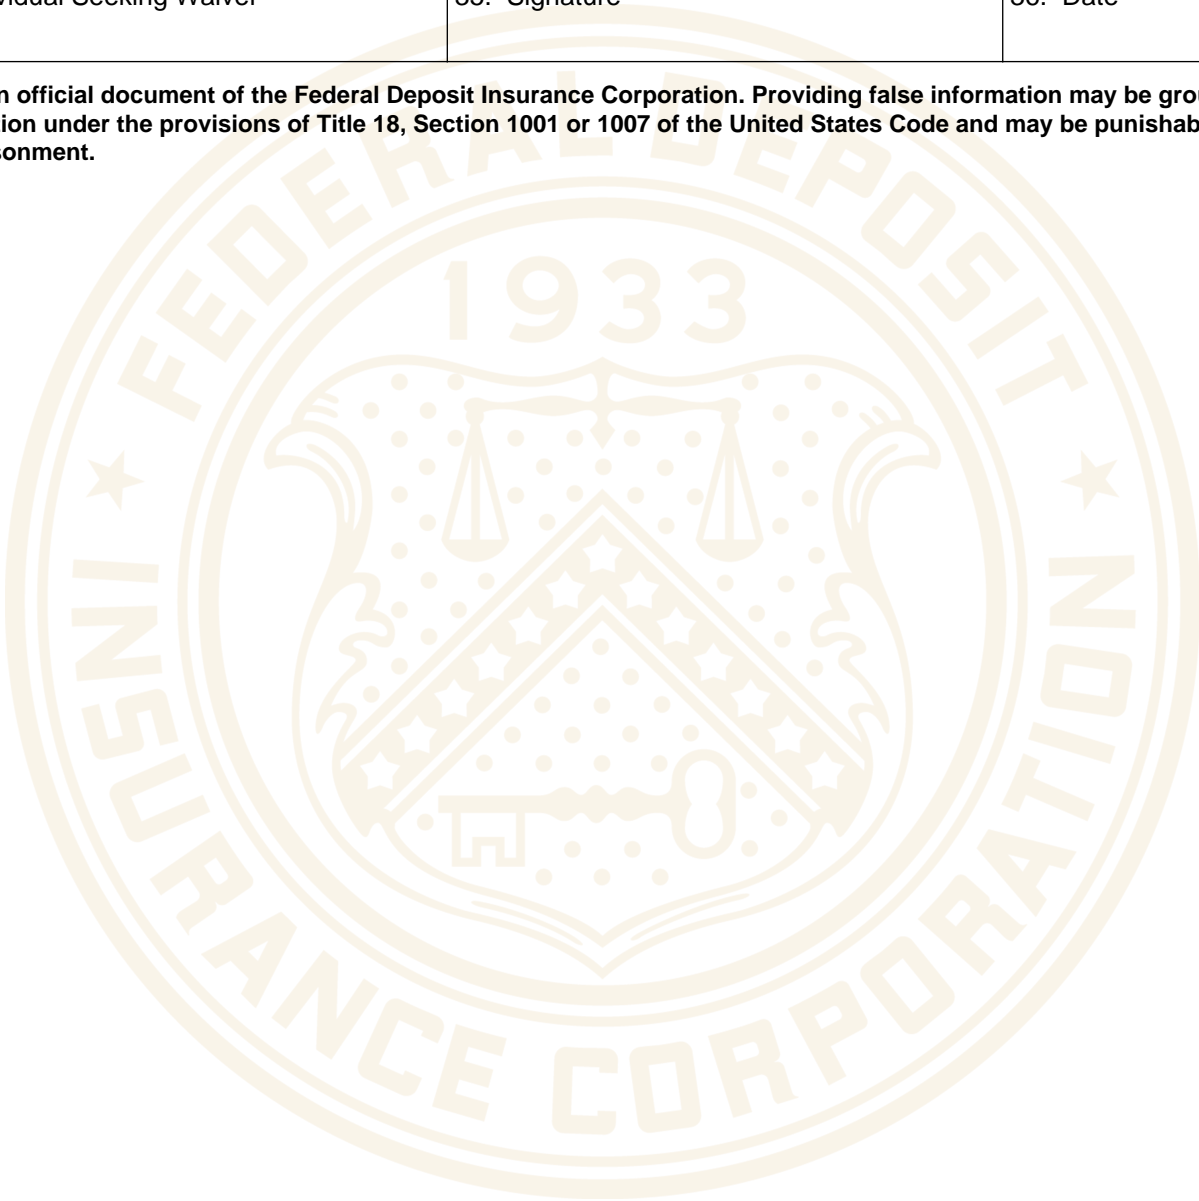 vidual Seeking Waiver 35. Signature 36. Date
n official document of the Federal Deposit Insurance Corporation. Providing false information may be grou
tion under the provisions of Title 18, Section 1001 or 1007 of the United States Code and may be punishab
sonment.
FEDERAL DEPOSIT
1933
INSURANCE CORPORATION